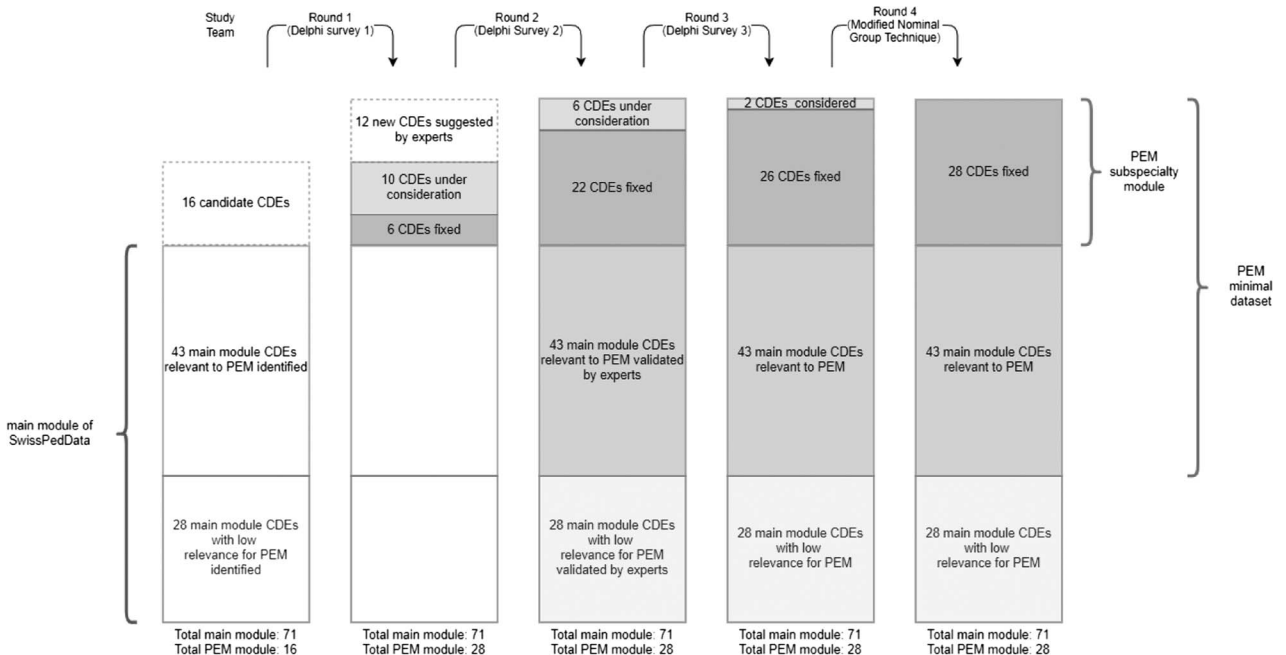 Study
Team
Round 1
(Delphi survey 1)
Round 2
(Delphi Survey 2)
Round 3
(Delphi Survey 3)
Round 4
(Modified Nominal
Group Technique)
16 candidate CDEs
43 main module CDEs
relevant to PEM identified
28 main module CDEs
with low
relevance for PEM
identified
Total main module: 71
Total PEM module: 16
12 new CDEs suggested
by experts
10 CDEs under
consideration
6 CDEs fixed
Total main module: 71
Total PEM module: 28
6 CDEs under
consideration
22 CDEs fixed
43 main module CDEs
relevant to PEM validated
by experts
28 main module CDEs
with low
relevance for PEM
validated by experts
Total main module: 71
Total PEM module: 28
2 CDEs considered
26 CDEs fixed
43 main module CDEs
relevant to PEM
28 main module CDEs
with low
relevance for PEM
Total main module: 71
Total PEM module: 28
28 CDEs fixed
43 main module CDEs
relevant to PEM
28 main module CDEs
with low
relevance for PEM
Total main module: 71
Total PEM module: 28
main module of
SwissPedData
PEM
subspecialty
module
PEM
minimal
dataset